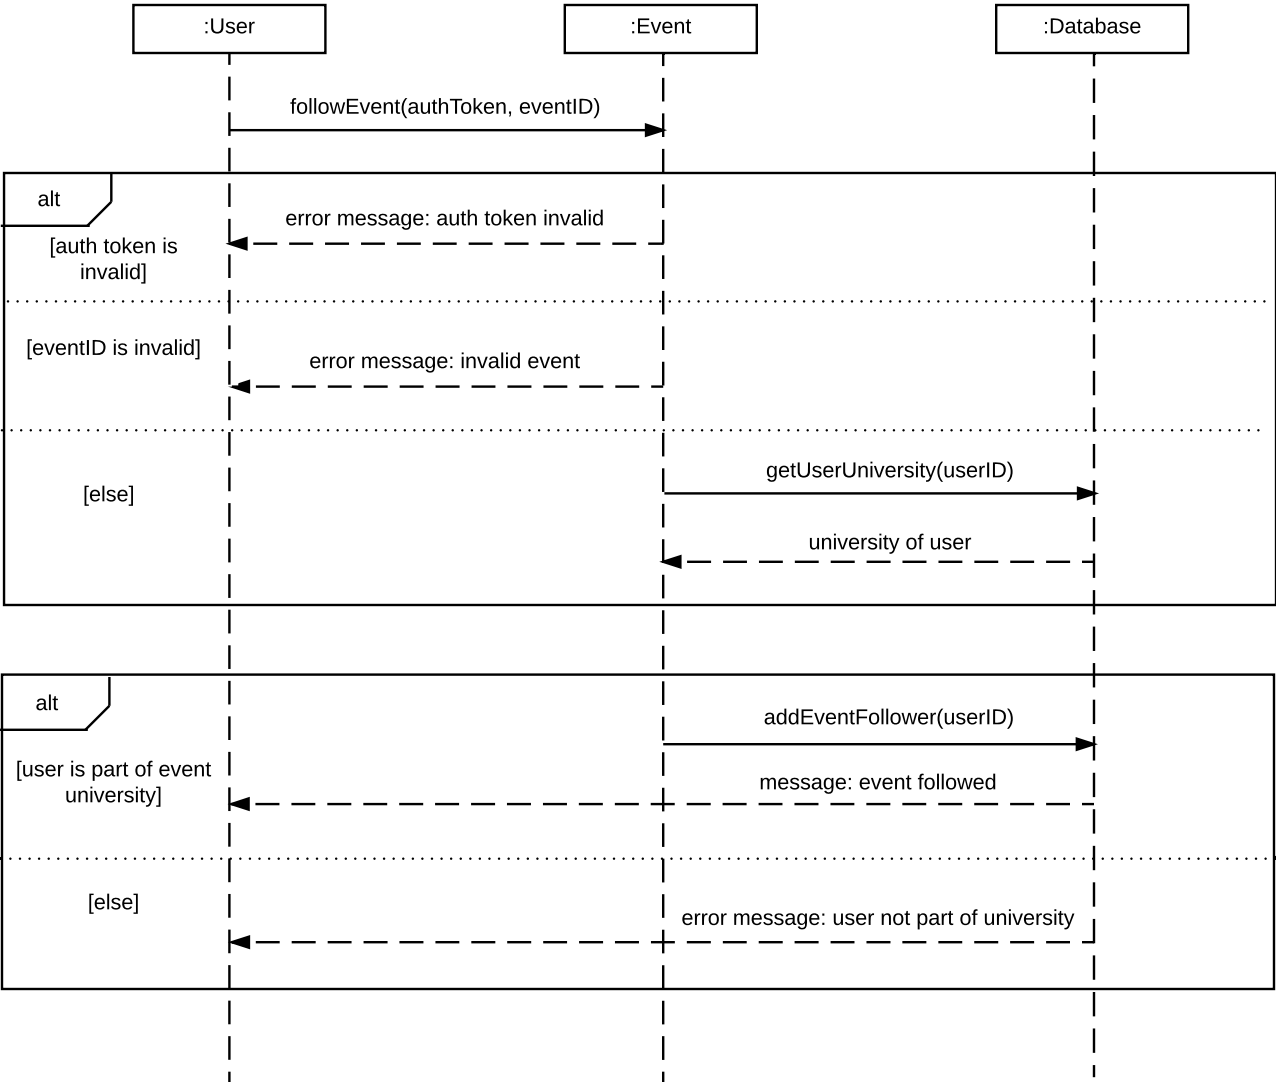 :User
:Event
:Database
followEvent(authToken, eventID)
alt
error message: auth token invalid
[auth token is
invalid]
[eventID is invalid]
error message: invalid event
getUserUniversity(userID)
[else]
university of user
alt
addEventFollower(userID)
[user is part of event
university]
message: event followed
[else]
error message: user not part of university